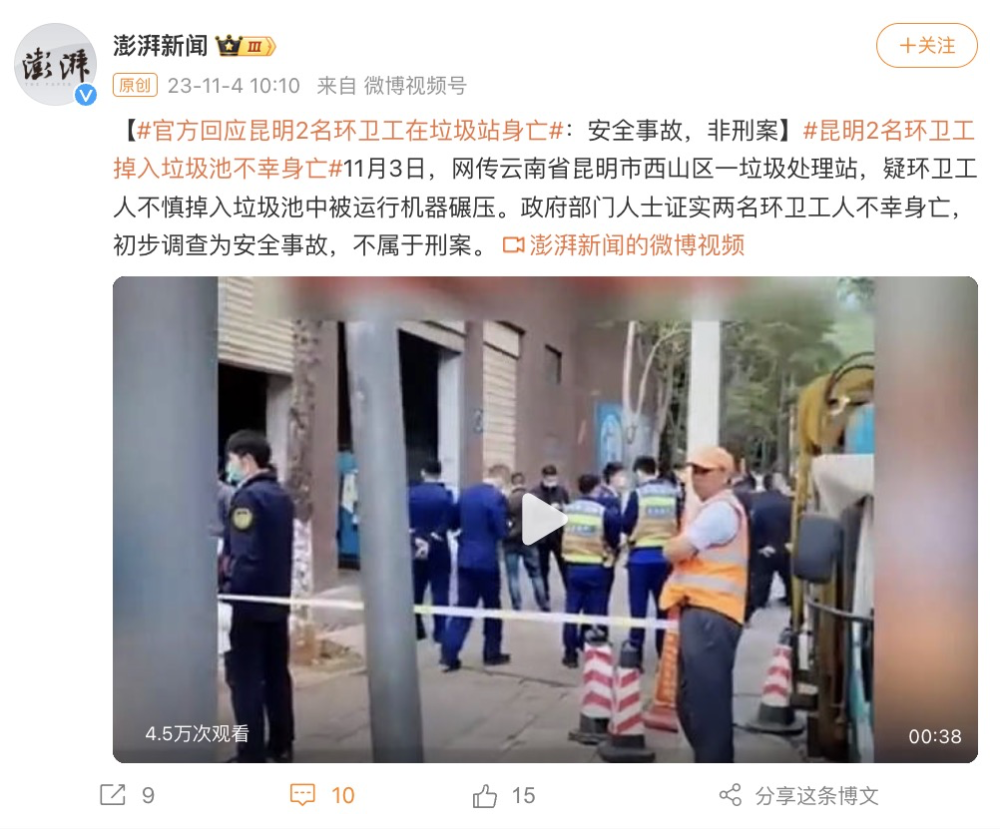 澎湃
澎湃新闻 III
+关注
原创 23-11-4 10:10 来自 微博视频号
【#官方回应昆明2名环卫工在垃圾站身亡#：安全事故，非刑案】#昆明2名环卫工
掉入垃圾池不幸身亡#11月3日，网传云南省昆明市西山区一垃圾处理站，疑环卫工
人不慎掉入垃圾池中被运行机器碾压。政府部门人士证实两名环卫工人不幸身亡，
初步调查为安全事故，不属于刑案。 澎湃新闻的微博视频
4.5万次观看
00:38
9
10
15
分享这条博文